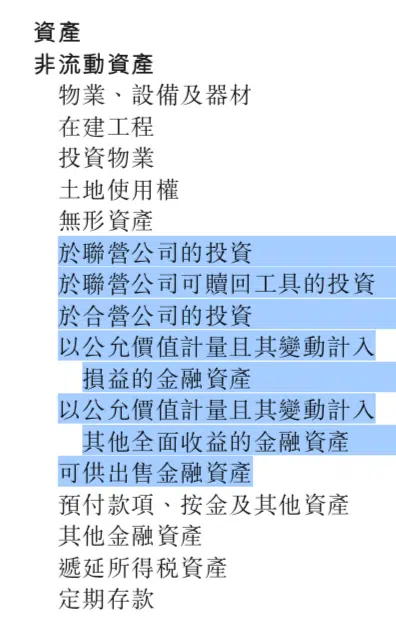 資產
非流動資產
物業、設備及器材
在建工程
投資物業
土地使用權
無形資產
於聯營公司的投資
於聯營公司可贖回工具的投資
於合營公司的投資
以公允價值計量且其變動計入
損益的金融資產
以公允價值計量且其變動計入
其他全面收益的金融資產
可供出售金融資產
預付款項、按金及其他資產
其他金融資產
遞延所得稅資產
定期存款